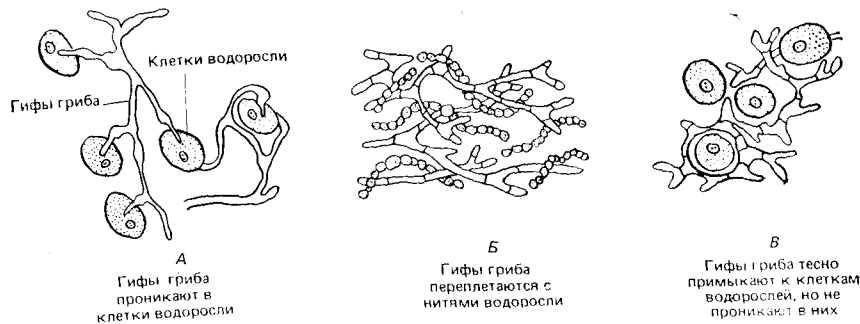 Клетки водоросли
Гифы гриба
А
Гифы гриба
проникают в
клетки водоросли
Б
Гифы гриба
переплетаются с
нитями водоросли
В
Гифы гриба тесно
примыкают к клеткам
водорослей, но не
проникают в них